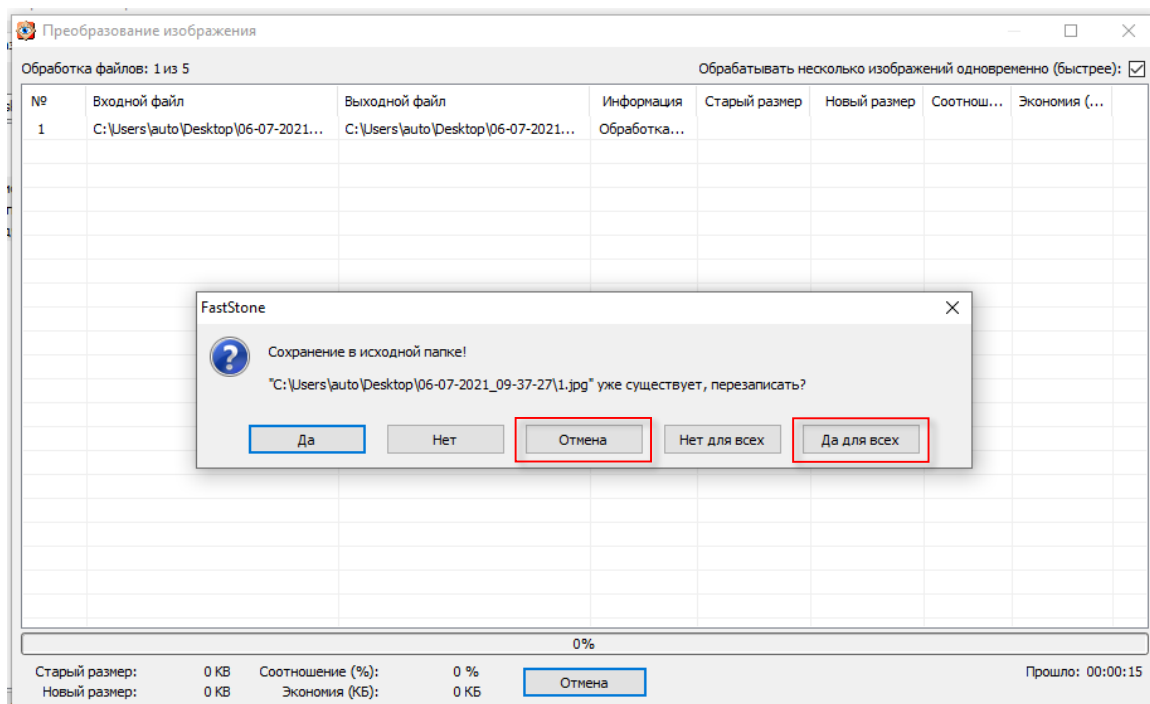 Преобразование изображения
Обработка файлов: 1 из 5 Обрабатывать несколько изображений одновременно (быстрее):
№ Входной файл Выходной файл Информация Старый размер Новый размер Соотнош... Экономия (...
1 C:\Users\auto\Desktop\06-07-2021... C:\Users\auto\Desktop\06-07-2021... Обработка...
FastStone
Сохранение в исходной папке!
"C:\Users\auto\Desktop\06-07-2021_09-37-27\1.jpg" уже существует, перезаписать?
Да Нет Отмена Нет для всех Да для всех
0%
Старый размер: 0 KB Соотношение (%): 0 % Отмена Прошло: 00:00:15
Новый размер: 0 KB Экономия (КБ): 0 КБ